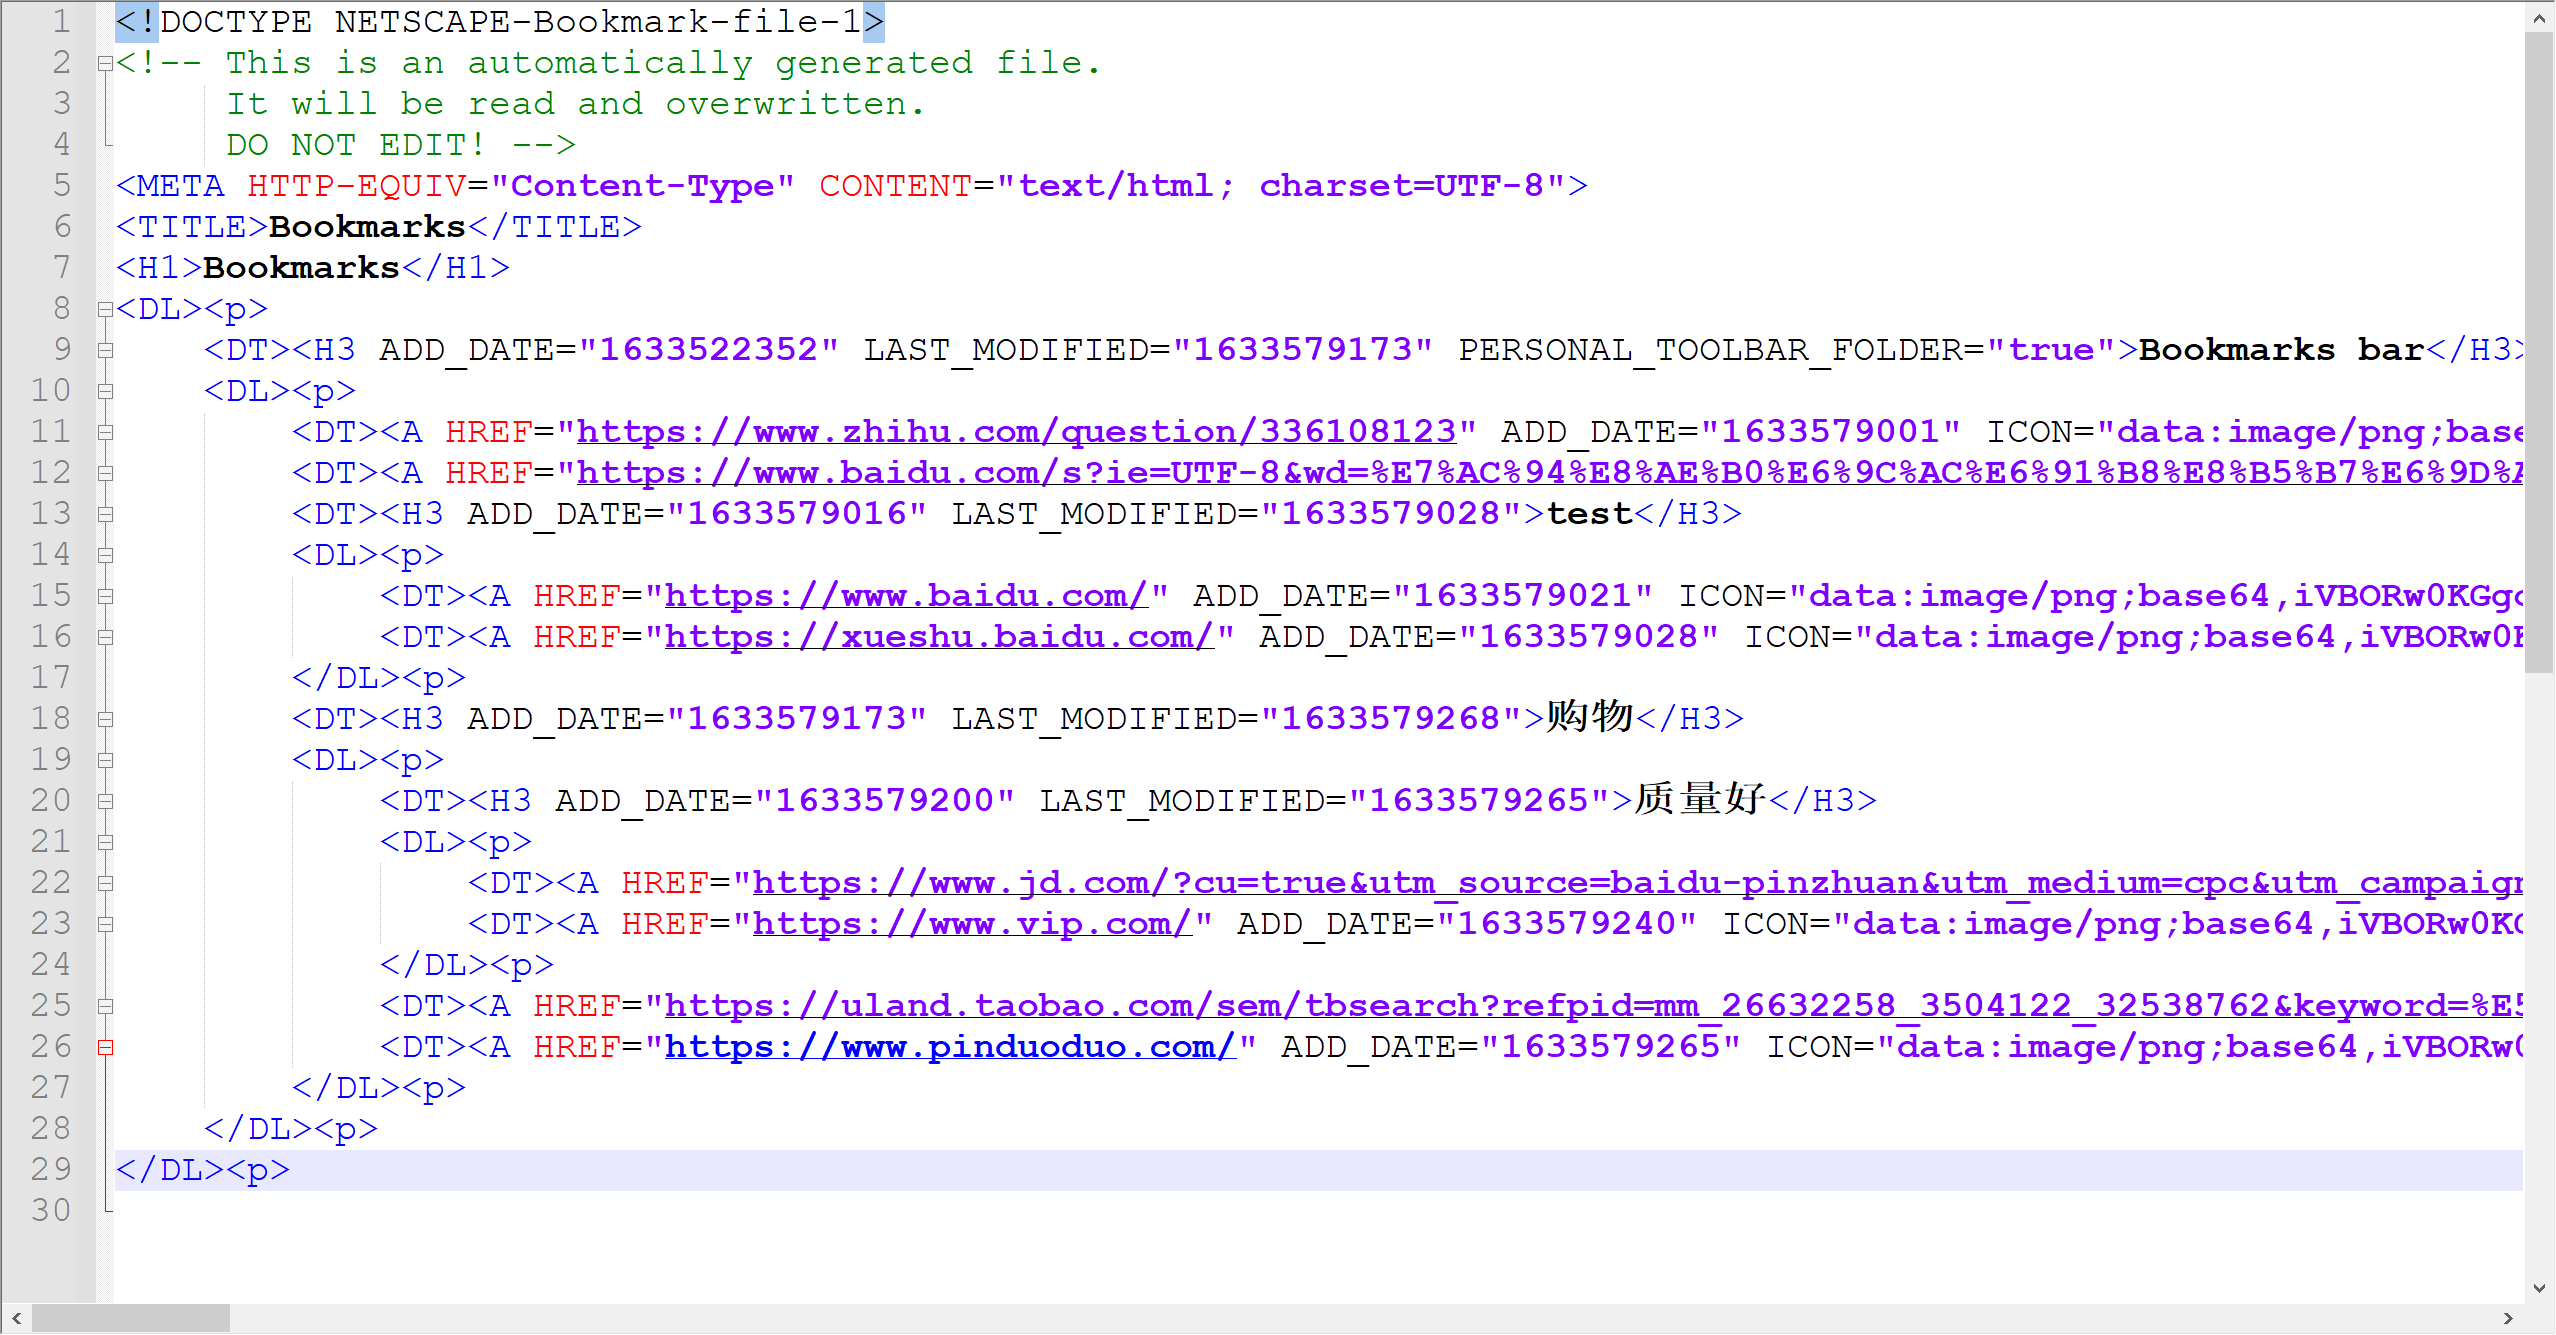 1 <!DOCTYPE NETSCAPE-Bookmark-file-1>
2 <!-- This is an automatically generated file.
3 It will be read and overwritten.
4 DO NOT EDIT! -->
5 <META HTTP-EQUIV="Content-Type" CONTENT="text/html; charset=UTF-8">
6 <TITLE>Bookmarks</TITLE>
7 <H1>Bookmarks</H1>
8 <DL><p>
9 <DT><H3 ADD_DATE="1633522352" LAST_MODIFIED="1633579173" PERSONAL_TOOLBAR_FOLDER="true">Bookmarks bar</H3>
10 <DL><p>
11 <DT><A HREF="https://www.zhihu.com/question/336108123" ADD_DATE="1633579001" ICON="data:image/png;base
12 <DT><A HREF="https://www.baidu.com/s?ie=UTF-8&wd=%E7%AC%94%E8%AE%B0%E6%9C%AC%E6%91%B8%E8%B5%B7%E6%9D%A
13 <DT><H3 ADD_DATE="1633579016" LAST_MODIFIED="1633579028">test</H3>
14 <DL><p>
15 <DT><A HREF="https://www.baidu.com/" ADD_DATE="1633579021" ICON="data:image/png;base64,iVBORw0KGgo
16 <DT><A HREF="https://xueshu.baidu.com/" ADD_DATE="1633579028" ICON="data:image/png;base64,iVBORw0K
17 </DL><p>
18 <DT><H3 ADD_DATE="1633579173" LAST_MODIFIED="1633579268">购物</H3>
19 <DL><p>
20 <DT><H3 ADD_DATE="1633579200" LAST_MODIFIED="1633579265">质量好</H3>
21 <DL><p>
22 <DT><A HREF="https://www.jd.com/?cu=true&utm_source=baidu-pinzhuan&utm_medium=cpc&utm_campaign
23 <DT><A HREF="https://www.vip.com/" ADD_DATE="1633579240" ICON="data:image/png;base64,iVBORw0KG
24 </DL><p>
25 <DT><A HREF="https://uland.taobao.com/sem/tbsearch?refpid=mm_26632258_3504122_32538762&keyword=%E5
26 <DT><A HREF="https://www.pinduoduo.com/" ADD_DATE="1633579265" ICON="data:image/png;base64,iVBORw0
27 </DL><p>
28 </DL><p>
29 </DL><p>
30